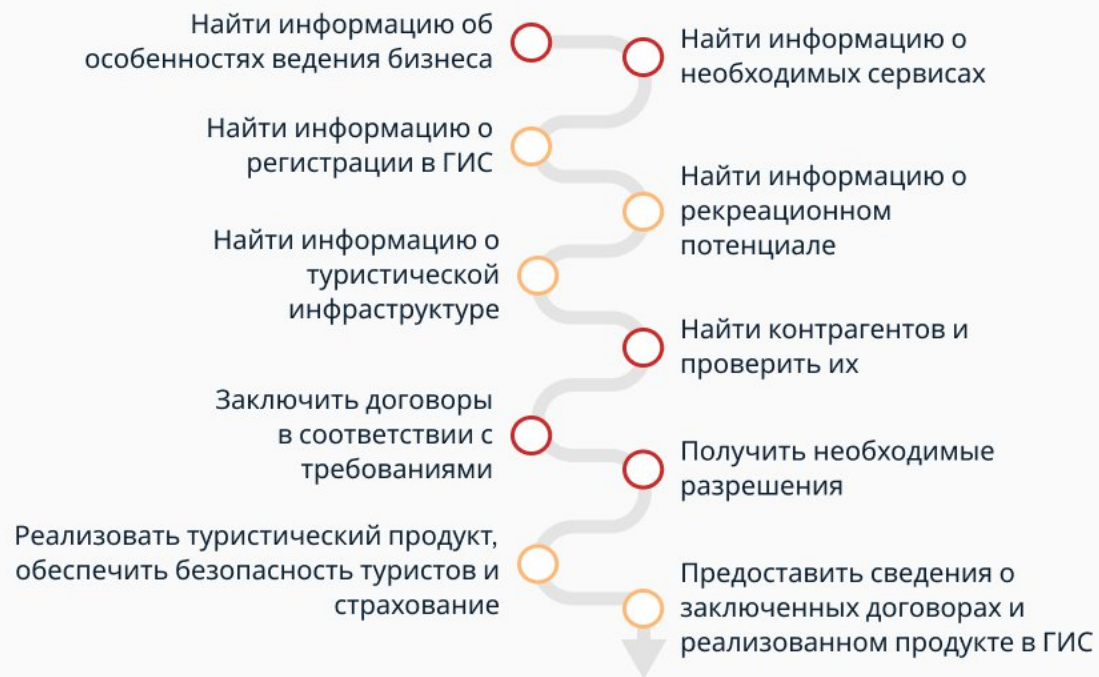 Найти информацию об
особенностях ведения бизнеса
Найти информацию о
необходимых сервисах
Найти информацию о
регистрации в ГИС
Найти информацию о
рекреационном
потенциале
Найти информацию о
туристической
инфраструктуре
Найти контрагентов и
проверить их
Заключить договоры
в соответствии с
требованиями
Получить необходимые
разрешения
Реализовать туристический продукт,
обеспечить безопасность туристов и
страхование
Предоставить сведения о
заключенных договорах и
реализованном продукте в ГИС